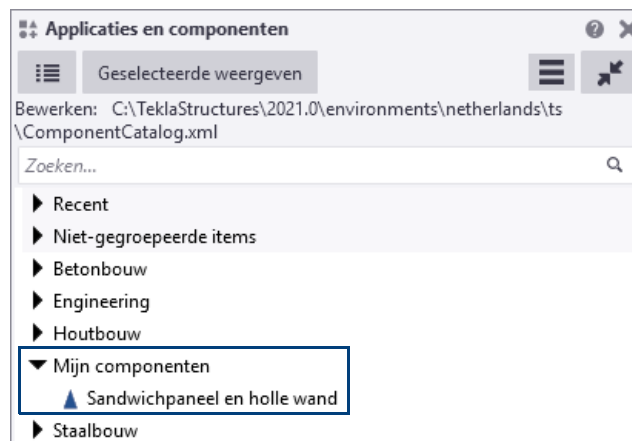 Applicaties en componenten
Geselecteerde weergeven
Bewerken: C:\TeklaStructures\2021.0\environments\netherlands\ts
\ComponentCatalog.xml
Zoeken...
Recent
Niet-gegroepeerde items
Betonbouw
Engineering
Houtbouw
Mijn componenten
Sandwichpaneel en holle wand
Staalbouw